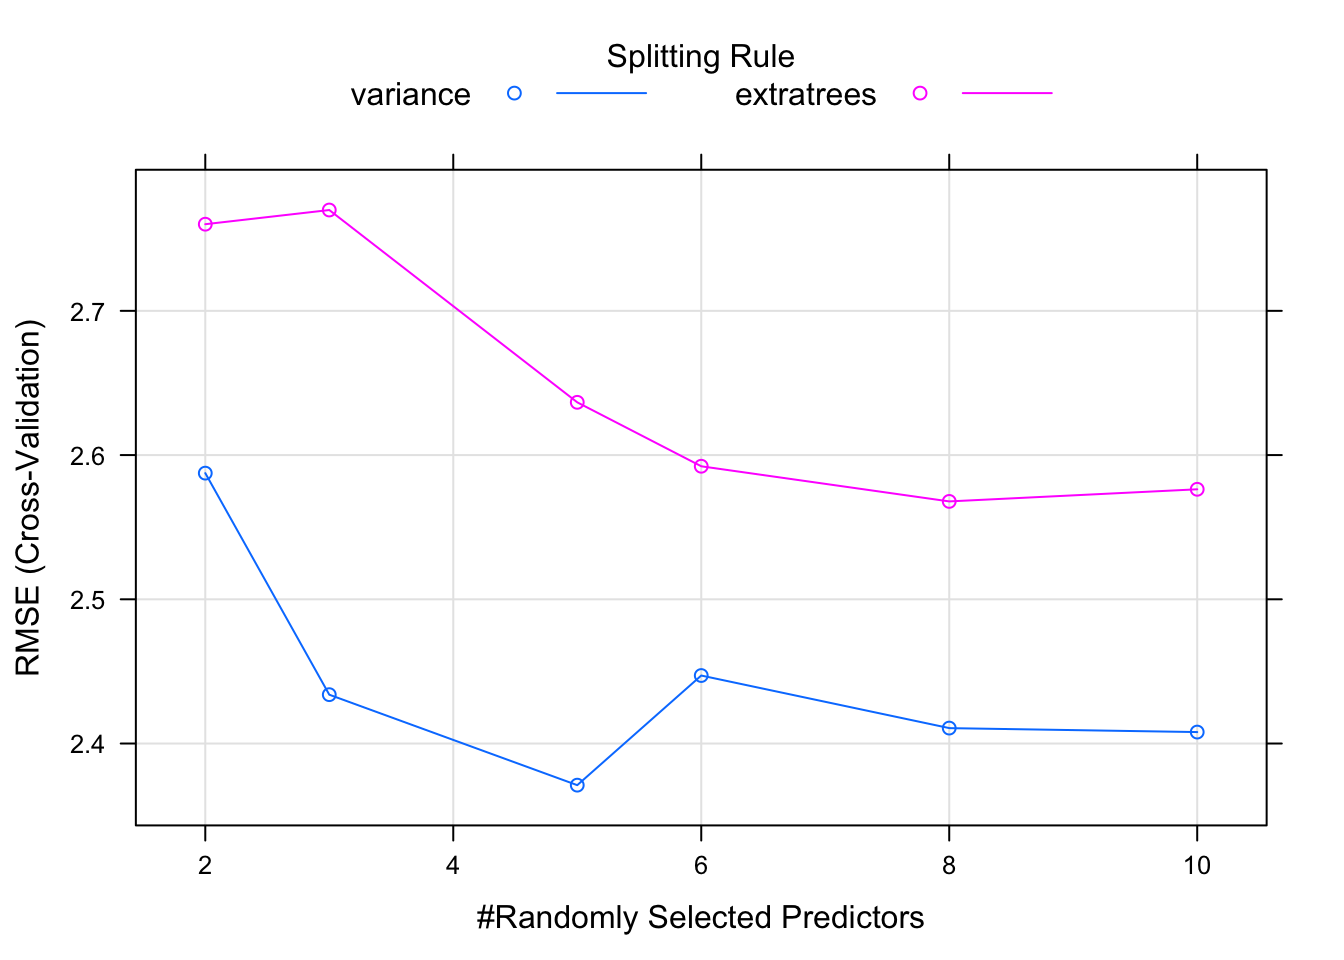 Splitting Rule
variance extratrees
RMSE (Cross-Validation)
2.7
2.6
2.5
2.4
2 4 6 8 10
#Randomly Selected Predictors